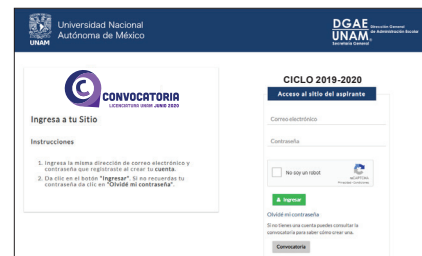 Universidad Nacional
Autónoma de México
UNAM
DGAE Dirección General
de Administración Escolar
UNAM
Secretaría General
CONVOCATORIA
LICENCIATURA UNAM JUNIO 2020
Ingresa a tu Sitio
Instrucciones
1. Ingresa la misma dirección de correo electrónico y
contraseña que registraste al crear tu cuenta.
2. Da clic en el botón "Ingresar". Si no recuerdas tu
contraseña da clic en "Olvidé mi contraseña".
CICLO 2019-2020
Acceso al sitio del aspirante
Correo electrónico
Contraseña
No soy un robot
reCAPTCHA
Ingresar
Olvidé mi contraseña
Si no tienes una cuenta puedes consultar la
convocatoria para saber cómo crear una.
Convocatoria